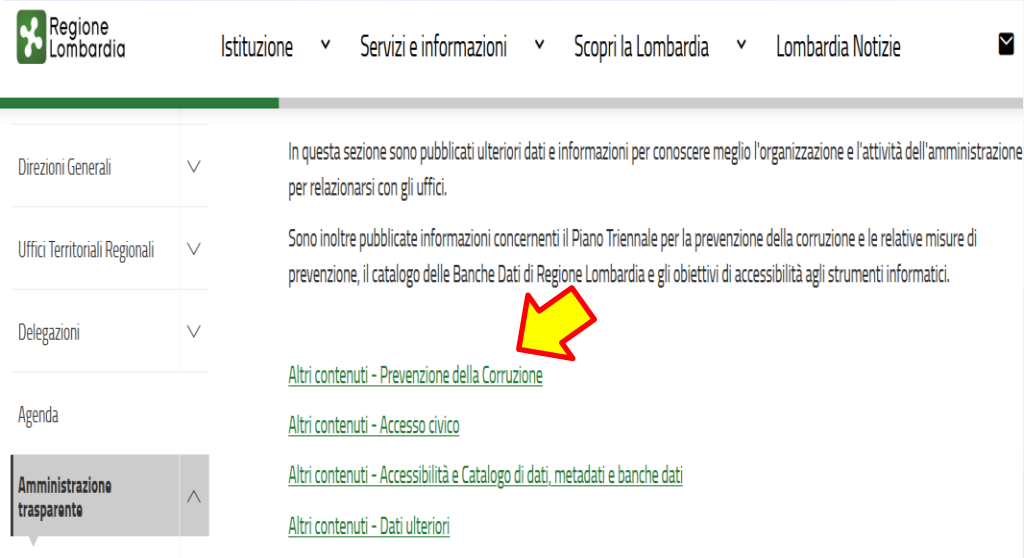 Regione
Lombardia
Istituzione
Servizi e informazioni
Scopri la Lombardia
Lombardia Notizie
Direzioni Generali
Uffici Territoriali Regionali
Delegazioni
Agenda
Amministrazione
trasparente
In questa sezione sono pubblicati ulteriori dati e informazioni per conoscere meglio l'organizzazione e l'attività dell'amministrazione
per relazionarsi con gli uffici.
Sono inoltre pubblicate informazioni concernenti il Piano Triennale per la prevenzione della corruzione e le relative misure di
prevenzione, il catalogo delle Banche Dati di Regione Lombardia e gli obiettivi di accessibilità agli strumenti informatici.
Altri contenuti - Prevenzione della Corruzione
Altri contenuti - Accesso civico
Altri contenuti - Accessibilità e Catalogo di dati, metadati e banche dati
Altri contenuti - Dati ulteriori